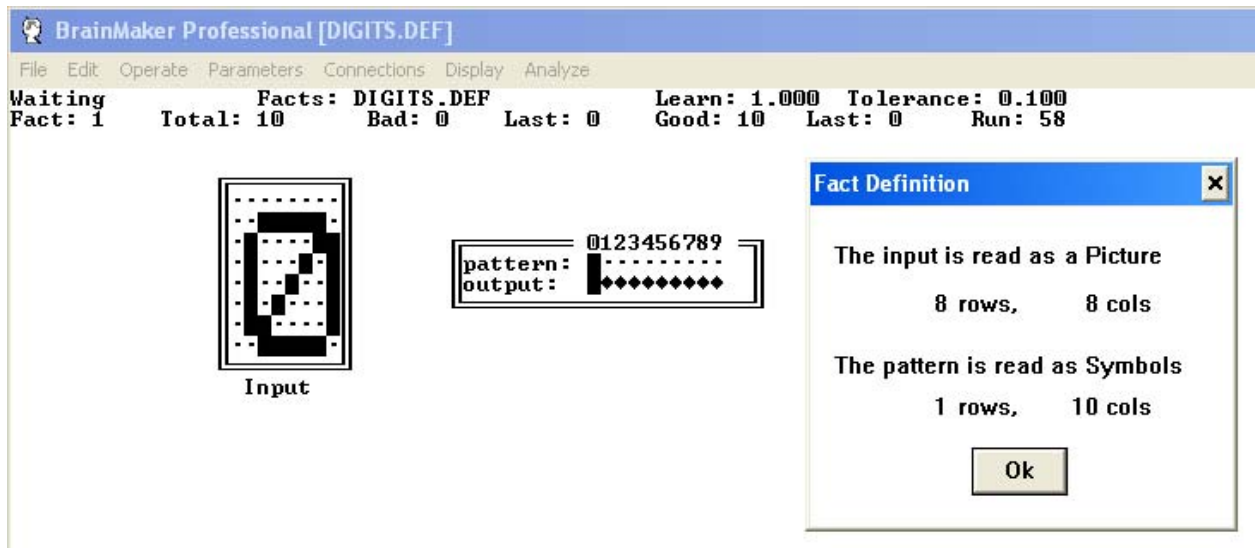 BrainMaker Professional [DIGITS.DEF]
File Edit Operate Parameters Connections Display Analyze
Waiting Facts: DIGITS.DEF Learn: 1.000 Tolerance: 0.100
Fact: 1 Total: 10 Bad: 0 Last: 0 Good: 10 Last: 0 Run: 58
Input
0123456789
pattern:
output:
Fact Definition
The input is read as a Picture
8 rows, 8 cols
The pattern is read as Symbols
1 rows, 10 cols
Ok